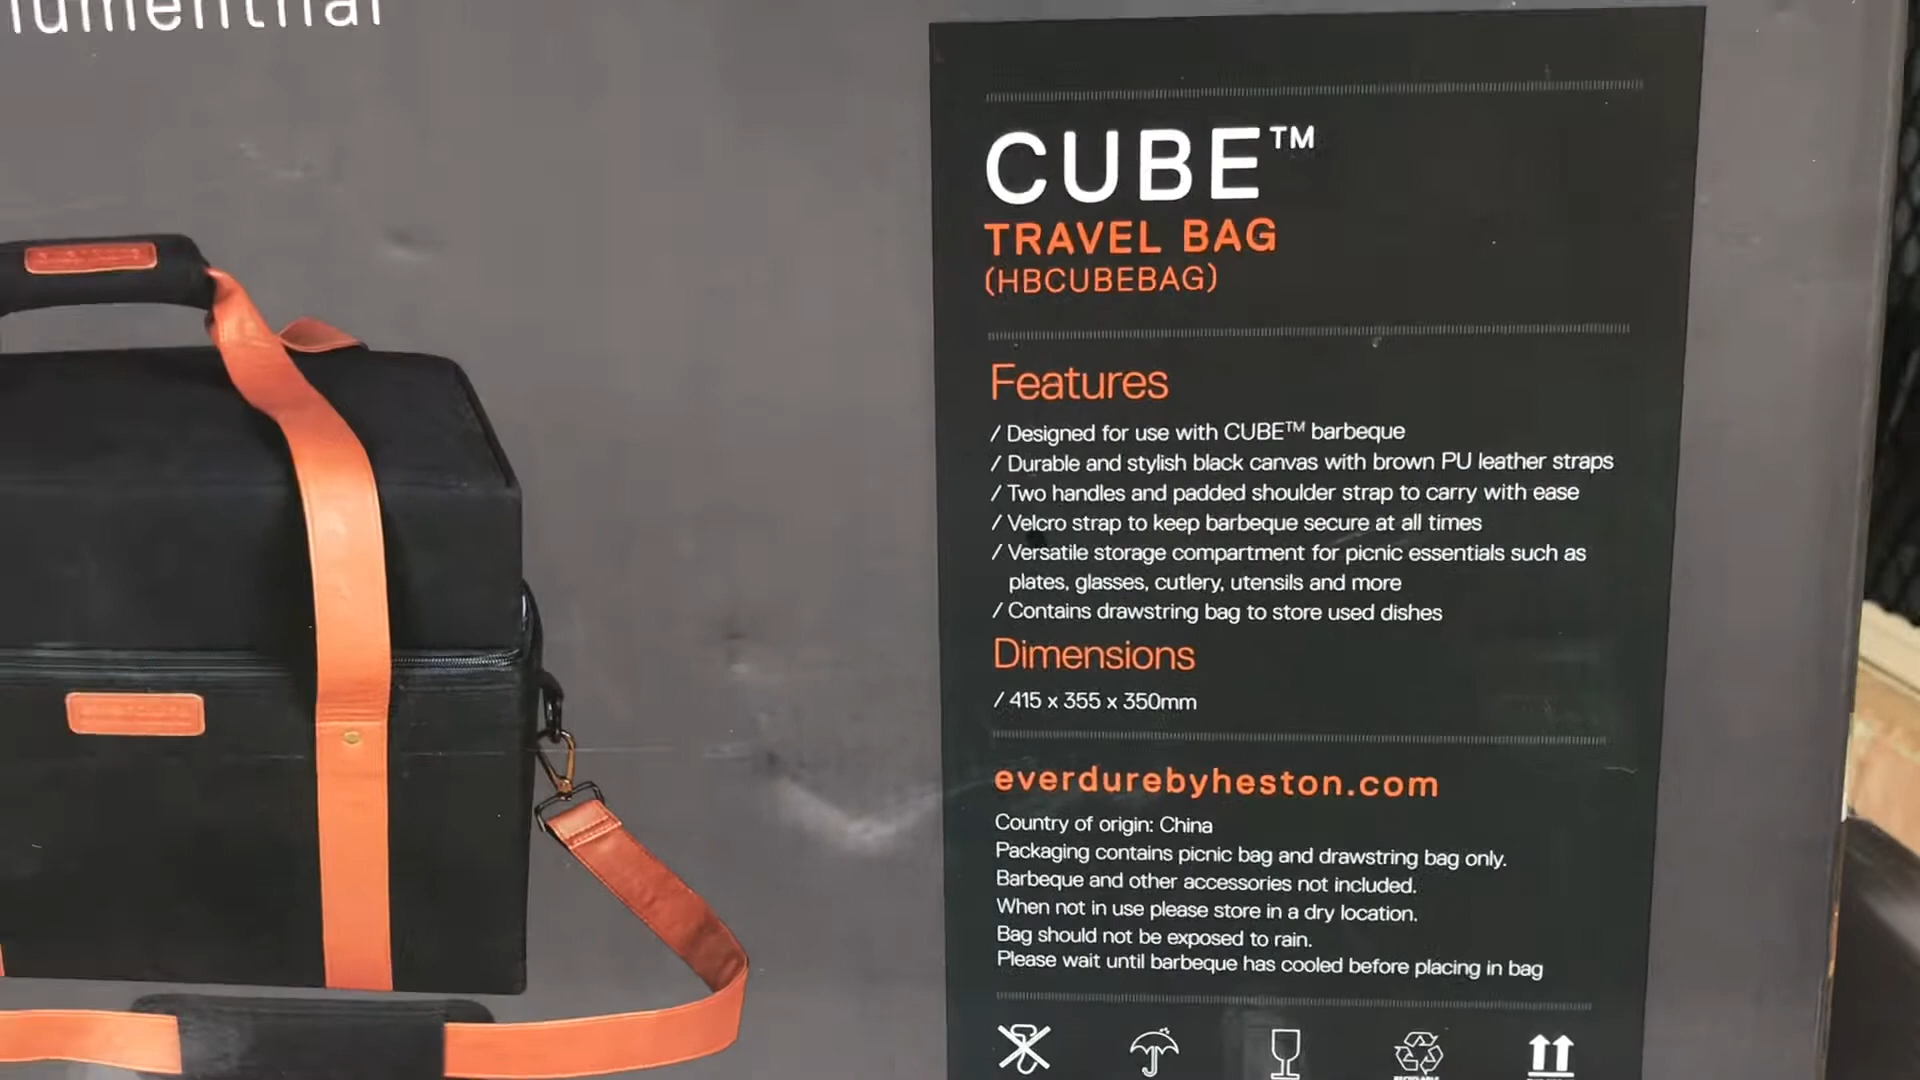 CUBE™
TRAVEL BAG
(HBCUBEBAG)
Features
/ Designed for use with CUBE™ barbeque
/ Durable and stylish black canvas with brown PU leather straps
/ Two handles and padded shoulder strap to carry with ease
/ Velcro strap to keep barbeque secure at all times
/ Versatile storage compartment for picnic essentials such as
plates, glasses, cutlery, utensils and more
/ Contains drawstring bag to store used dishes
Dimensions
/ 415 x 355 x 350mm
everdurebyheston.com
Country of origin: China
Packaging contains picnic bag and drawstring bag only.
Barbeque and other accessories not included.
When not in use please store in a dry location.
Bag should not be exposed to rain.
Please wait until barbeque has cooled before placing in bag